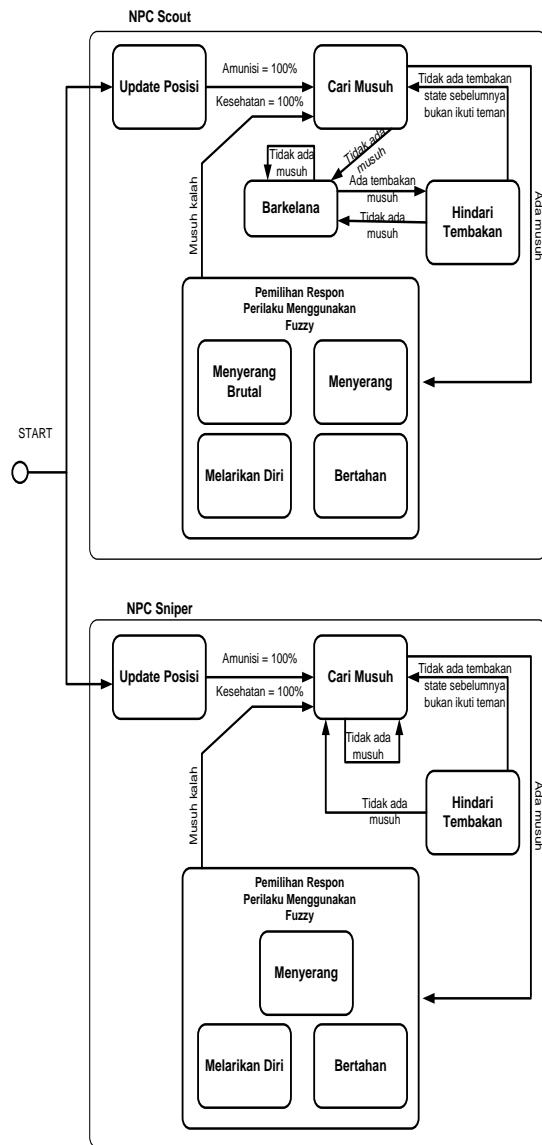 NPC Scout
Update Posisi
Amunisi = 100%
Kesehatan = 100%
Cari Musuh
Tidak ada tembakan
state sebelumnya
bukan ikuti teman
Tidak ada
musuh
Tidak ada
musuh
Ada tembakan
musuh
Barkelana
Tidak ada
musuh
Hindari
Tembakan
Ada musuh
Musuh kalah
Pemilihan Respon
Perilaku Menggunakan
Fuzzy
Menyerang
Brutal
Menyerang
Melarikan Diri
Bertahan
START
NPC Sniper
Update Posisi
Amunisi = 100%
Kesehatan = 100%
Cari Musuh
Tidak ada tembakan
state sebelumnya
bukan ikuti teman
Tidak ada
musuh
Tidak ada
musuh
Hindari
Tembakan
Ada musuh
Musuh kalah
Pemilihan Respon
Perilaku Menggunakan
Fuzzy
Menyerang
Melarikan Diri
Bertahan